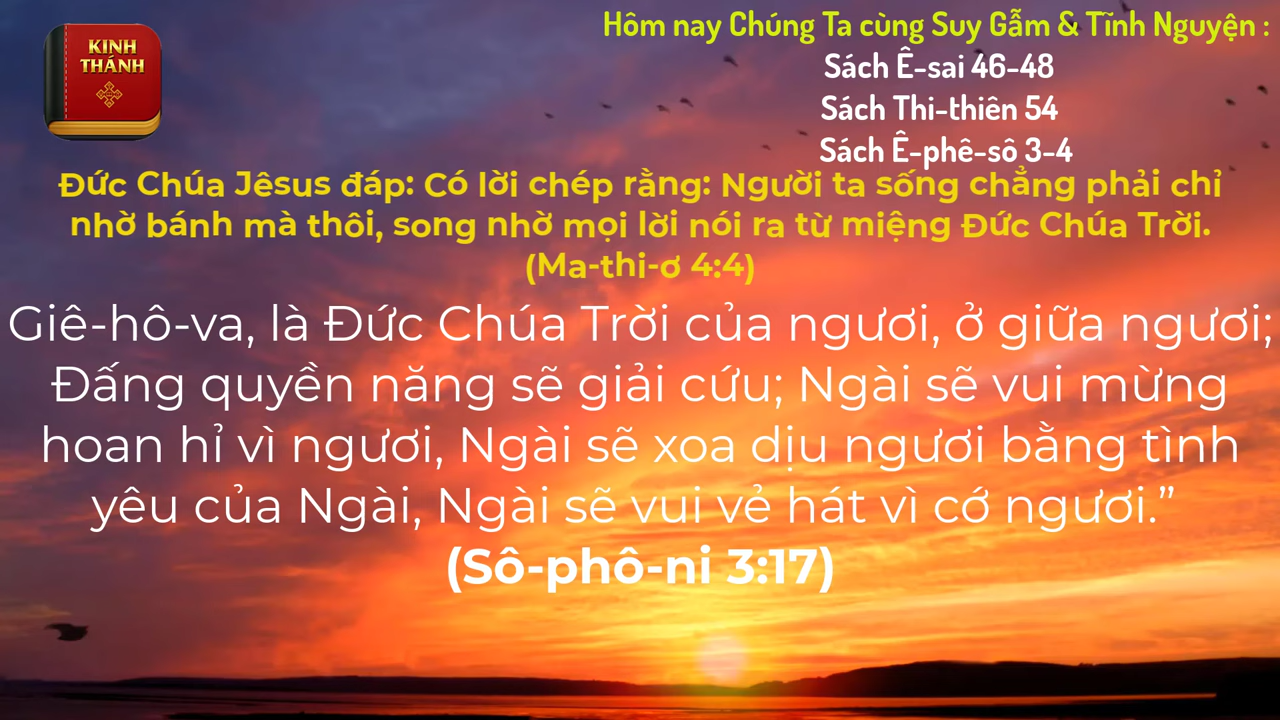 KINH
THÁNH
Hôm nay Chúng Ta cùng Suy Gẫm & Tĩnh Nguyện :
Sách Ê-sai 46-48
Sách Thi-thiên 54
Sách Ê-phê-sô 3-4
Đức Chúa Jêsus đáp: Có lời chép rằng: Người ta sống chẳng phải chỉ
nhờ bánh mà thôi, song nhờ mọi lời nói ra từ miệng Đức Chúa Trời.
(Ma-thi-ơ 4:4)
Giê-hô-va, là Đức Chúa Trời của ngươi, ở giữa ngươi;
Đấng quyền năng sẽ giải cứu; Ngài sẽ vui mừng
hoan hỉ vì ngươi, Ngài sẽ xoa dịu ngươi bằng tình
yêu của Ngài, Ngài sẽ vui vẻ hát vì cớ ngươi.”
(Sô-phô-ni 3:17)